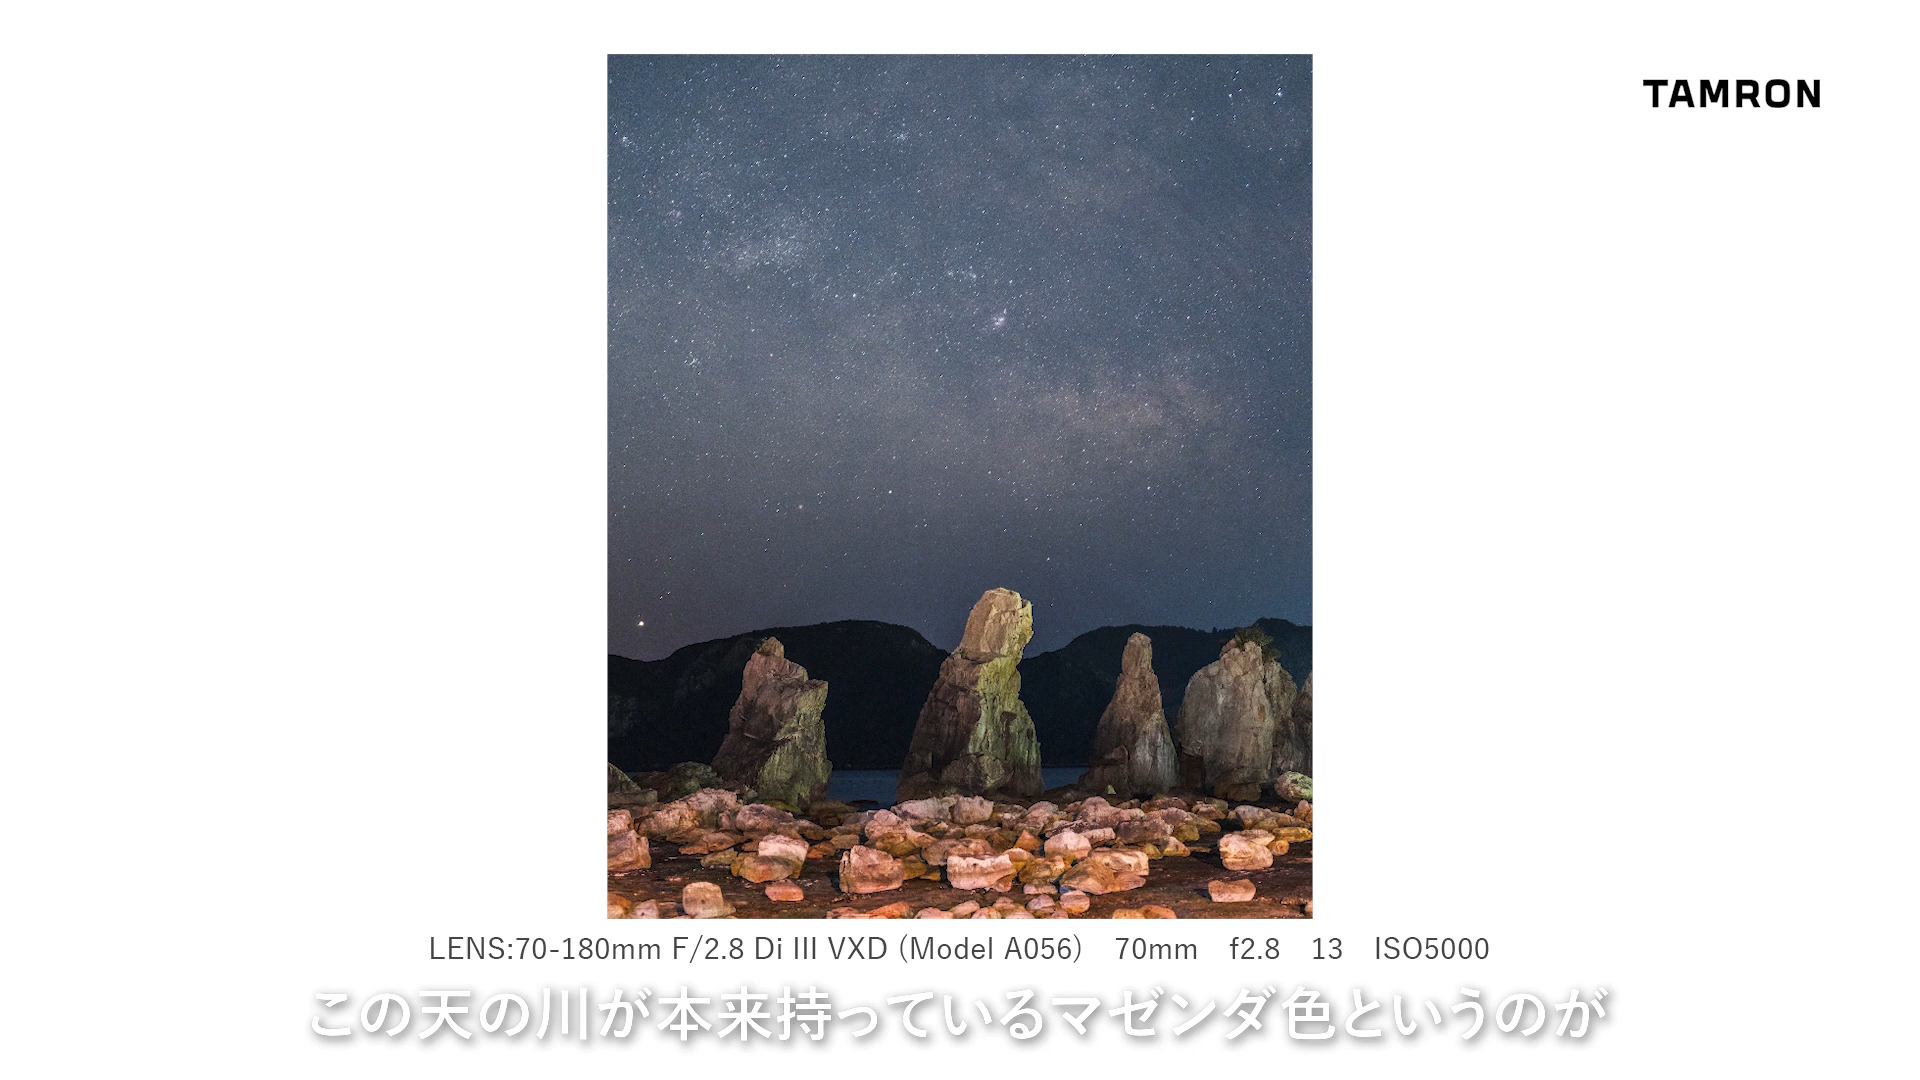 TAMRON
LENS:70-180mm F/2.8 Di III VXD (Model A056)　70mm　f2.8　13　ISO5000
この天の川が本来持っているマゼンダ色というのが